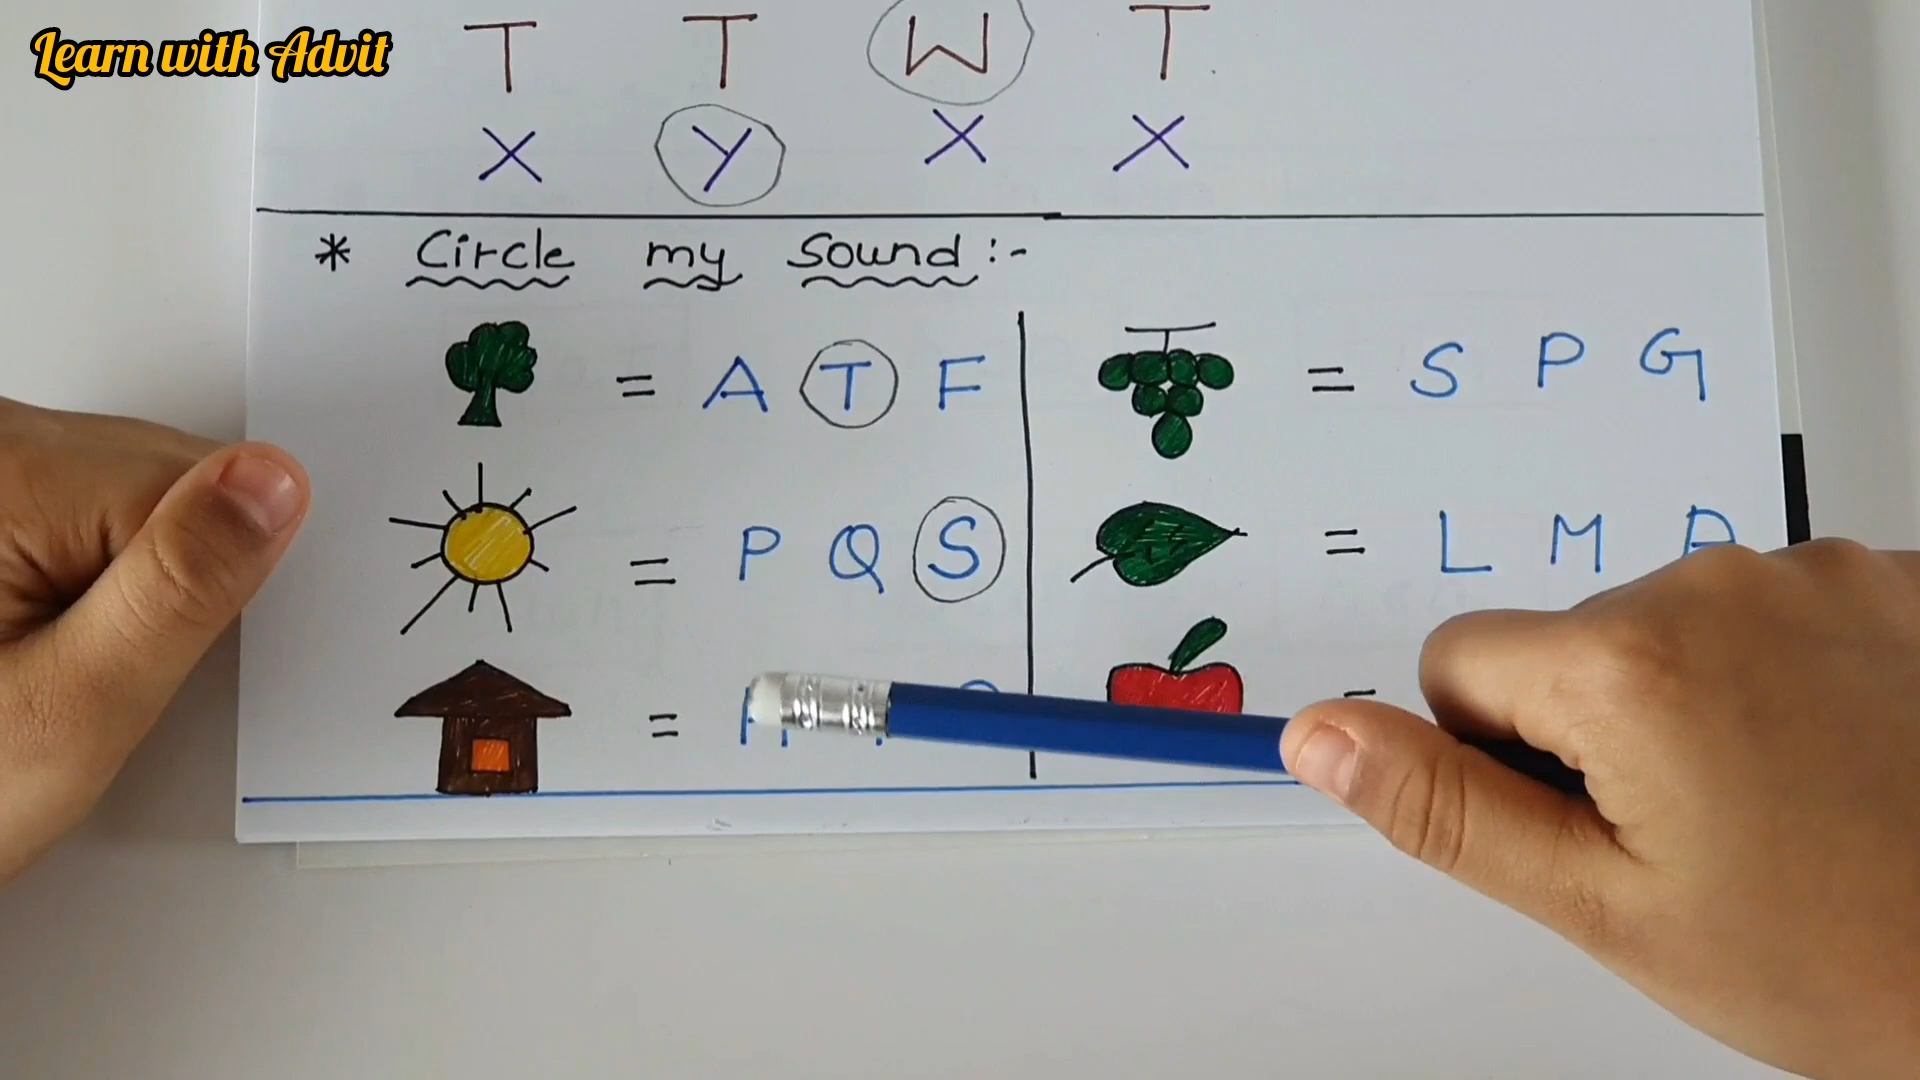 Learn with Advit
T T W T
X Y X X
* Circle my Sound :-
= A T F
= S P G
= P Q S
= L M
=
=